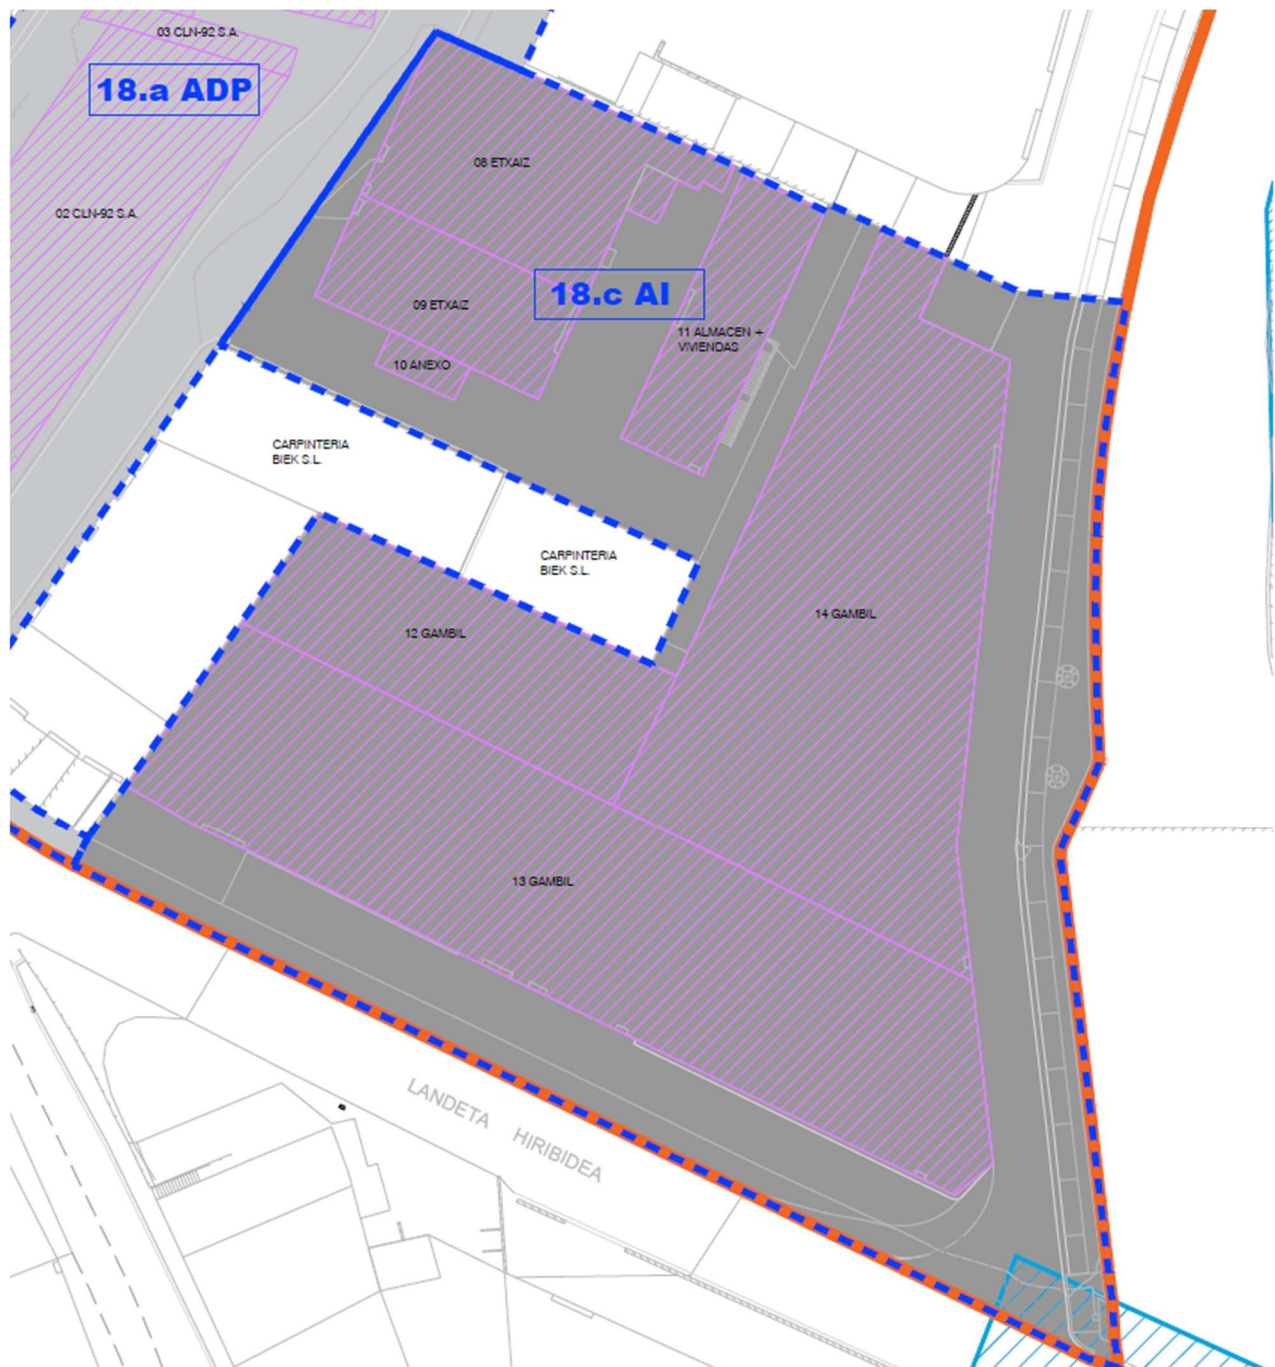 03 CLN-92 S.A.
18.a ADP
02 CLN-92 S.A.
08 ETXAIZ
18.c AI
09 ETXAIZ
11 ALMACEN +
VIVIENDAS
10 ANEXO
CARPINTERIA
BIEK S.L.
CARPINTERIA
BIEK S.L.
14 GAMBIL
12 GAMBIL
13 GAMBIL
LANDETA HIRIBIDEA